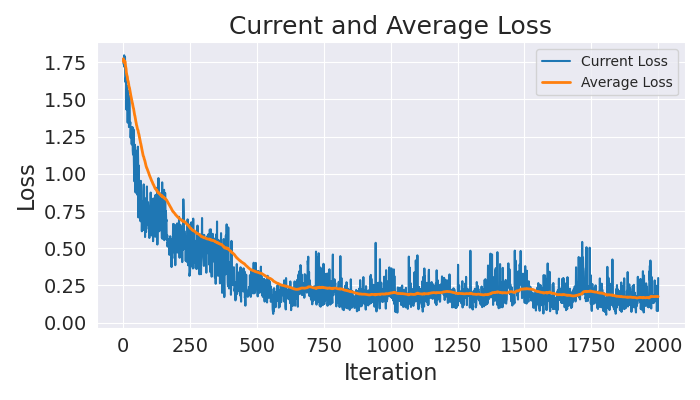 Current and Average Loss
Current Loss
Average Loss
Loss
1.75
1.50
1.25
1.00
0.75
0.50
0.25
0.00
0 250 500 750 1000 1250 1500 1750 2000
Iteration